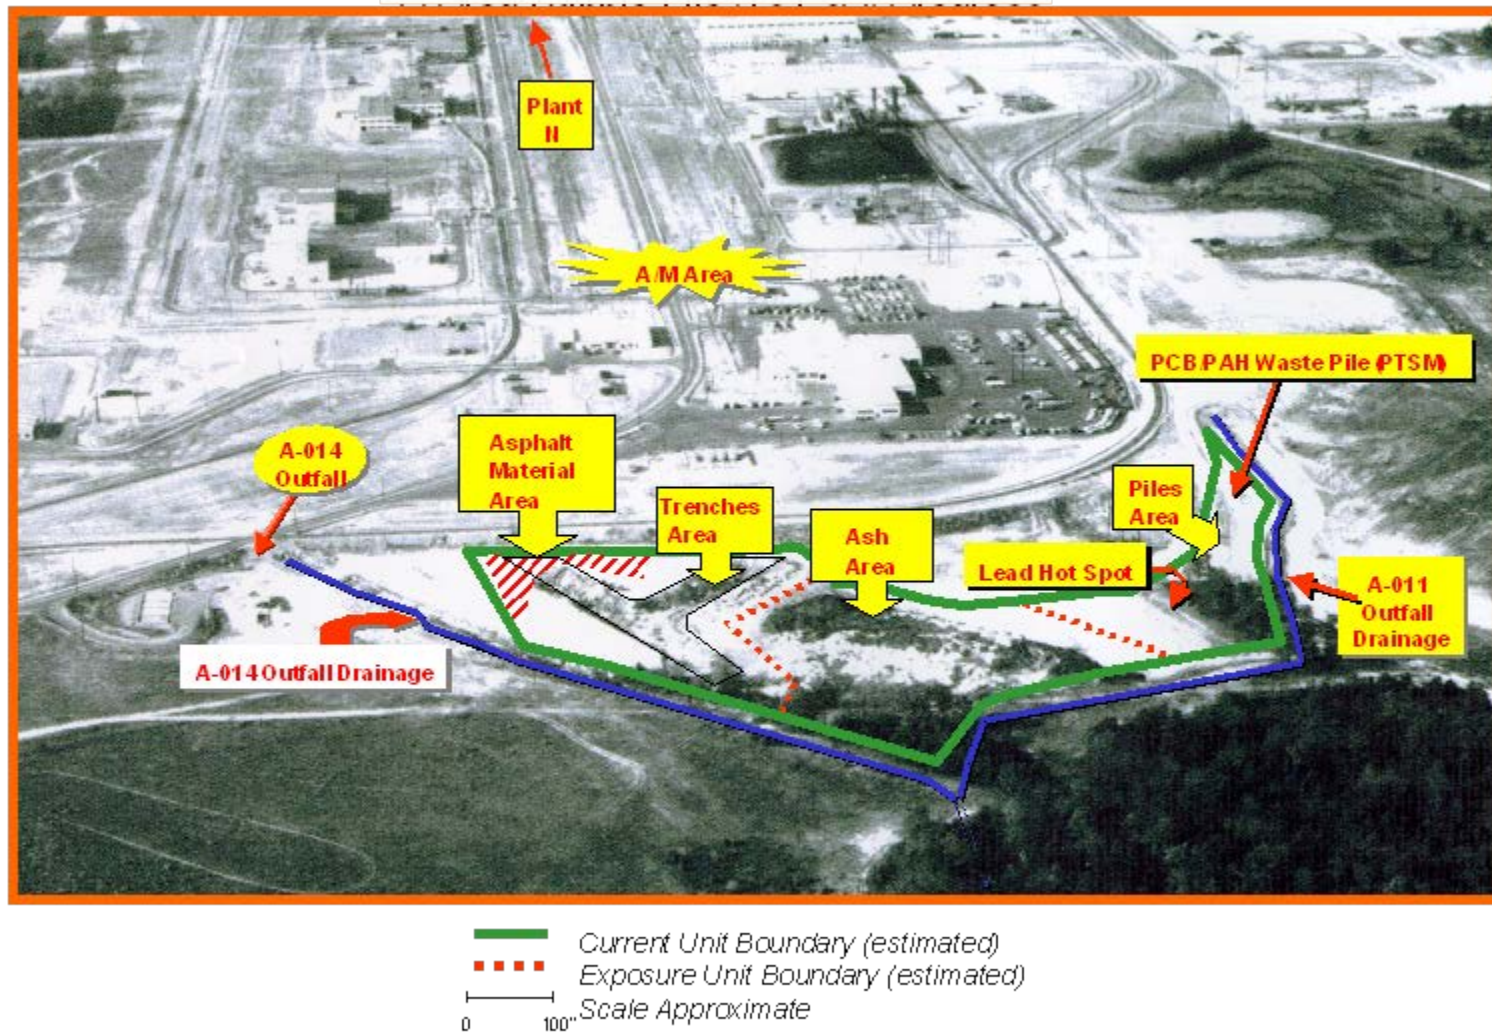 Plant
N
A/M Area
PCB/PAH Waste Pile (PTSM)
A-014
Outfall
Asphalt
Material
Area
Trenches
Area
Ash
Area
Piles
Area
Lead Hot Spot
A-011
Outfall
Drainage
A-014 Outfall Drainage
Current Unit Boundary (estimated)
Exposure Unit Boundary (estimated)
Scale Approximate
0 100"